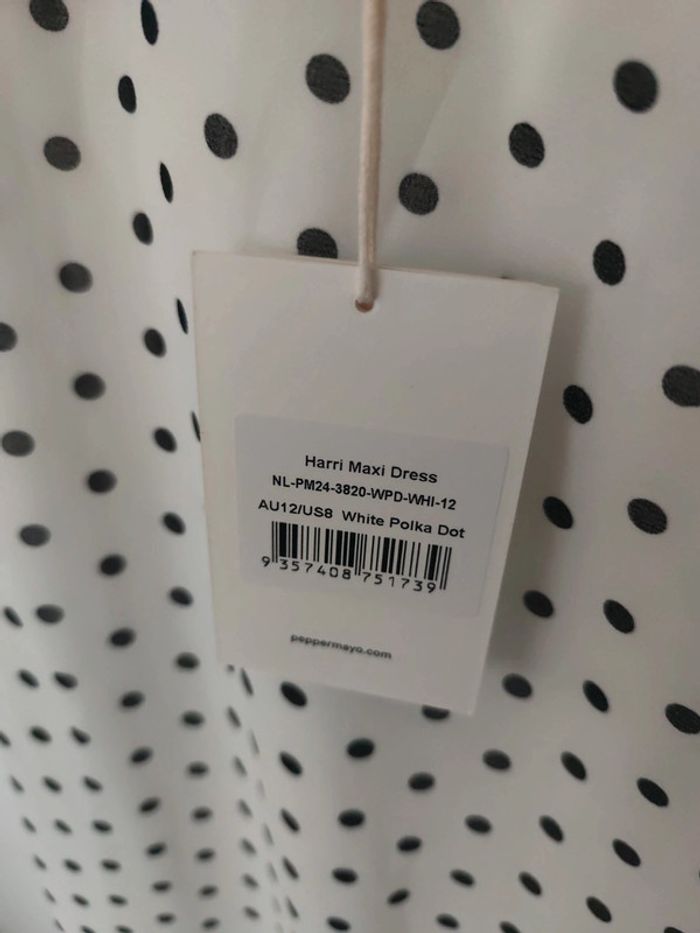 Harri Maxi Dress
NL-PM24-3820-WPD-WHI-12
AU12/US8 White Polka Dot
9 357408 751739
peppermayo.com